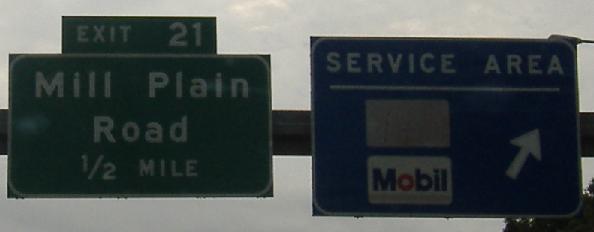 EXIT 21
Mill Plain
Road
1/2 MILE
SERVICE AREA
Mobil